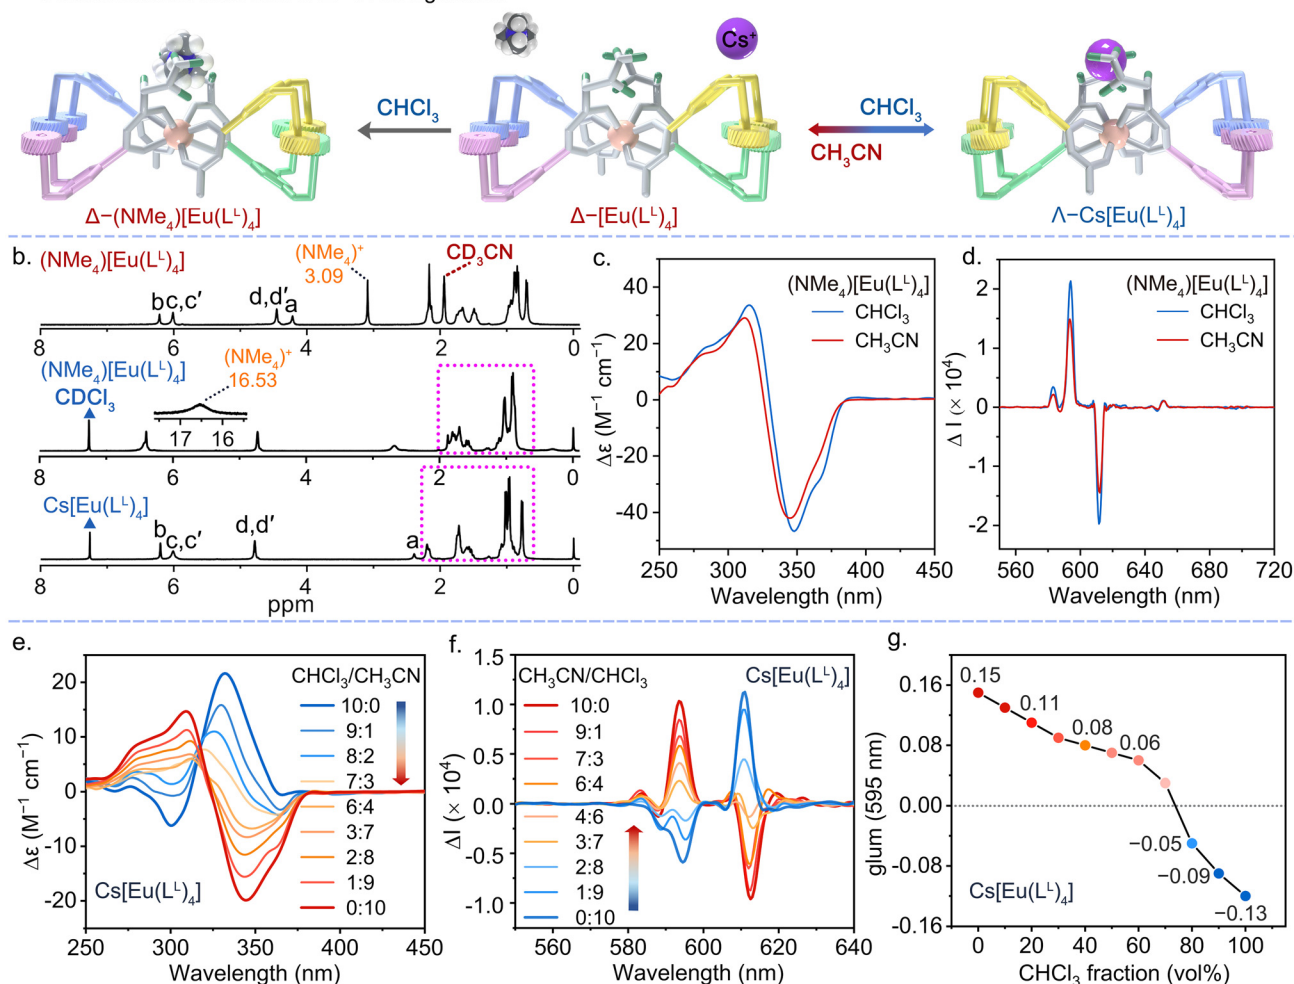 Cs⁺
CHCl₃
CHCl₃
CH₃CN
Δ−(NMe₄)[Eu(Lᴸ)₄]
Δ−[Eu(Lᴸ)₄]
Λ−Cs[Eu(Lᴸ)₄]
b.
(NMe₄)[Eu(Lᴸ)₄]
(NMe₄)⁺
3.09
CD₃CN
b c,c′ d,d′ a
8 6 4 2 0
(NMe₄)[Eu(Lᴸ)₄]
CDCl₃
(NMe₄)⁺
16.53
17 16
8 6 4 2 0
Cs[Eu(Lᴸ)₄]
b c,c′ d,d′ a
8 6 4 2 0
ppm
c.
(NMe₄)[Eu(Lᴸ)₄]
CHCl₃
CH₃CN
40
20
0
-20
-40
Δε (M⁻¹ cm⁻¹)
250 300 350 400 450
Wavelength (nm)
d.
(NMe₄)[Eu(Lᴸ)₄]
CHCl₃
CH₃CN
2
1
0
-1
-2
Δ I (× 10⁴)
560 600 640 680 720
Wavelength (nm)
e.
CHCl₃/CH₃CN
10:0
9:1
8:2
7:3
6:4
3:7
2:8
1:9
0:10
20
10
0
-10
-20
Δε (M⁻¹ cm⁻¹)
Cs[Eu(Lᴸ)₄]
250 300 350 400 450
Wavelength (nm)
f.
CH₃CN/CHCl₃
Cs[Eu(Lᴸ)₄]
10:0
9:1
7:3
6:4
4:6
3:7
2:8
1:9
0:10
1.5
1.0
0.5
0.0
-0.5
-1.0
ΔI (× 10⁴)
560 580 600 620 640
Wavelength (nm)
g.
0.16
0.08
0.00
-0.08
-0.16
glum (595 nm)
0.15
0.11
0.08
0.06
−0.05
−0.09
−0.13
Cs[Eu(Lᴸ)₄]
0 20 40 60 80 100
CHCl₃ fraction (vol%)